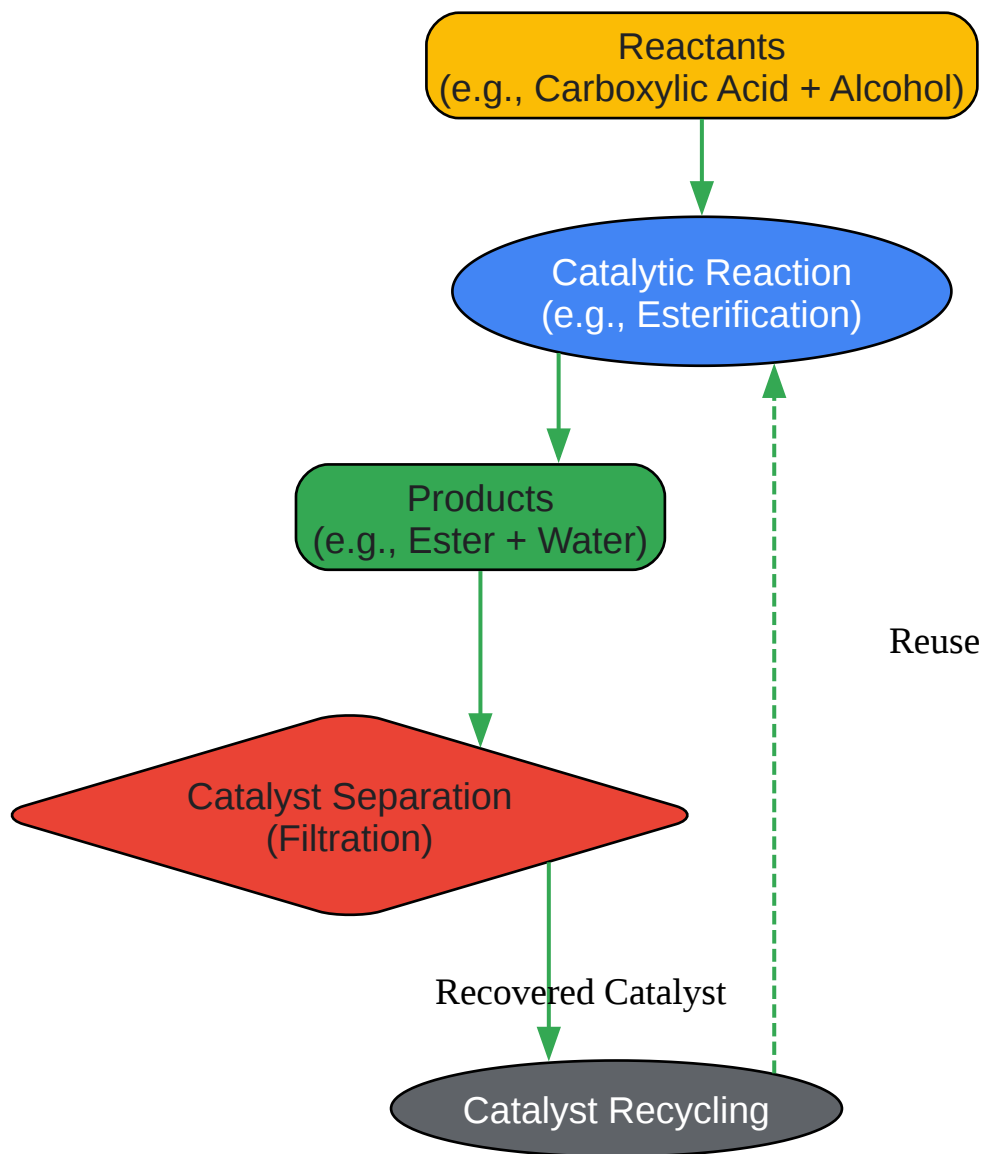 Reactants
(e.g., Carboxylic Acid + Alcohol)
Catalytic Reaction
(e.g., Esterification)
Products
(e.g., Ester + Water)
Reuse
Catalyst Separation
(Filtration)
Recovered Catalyst
Catalyst Recycling